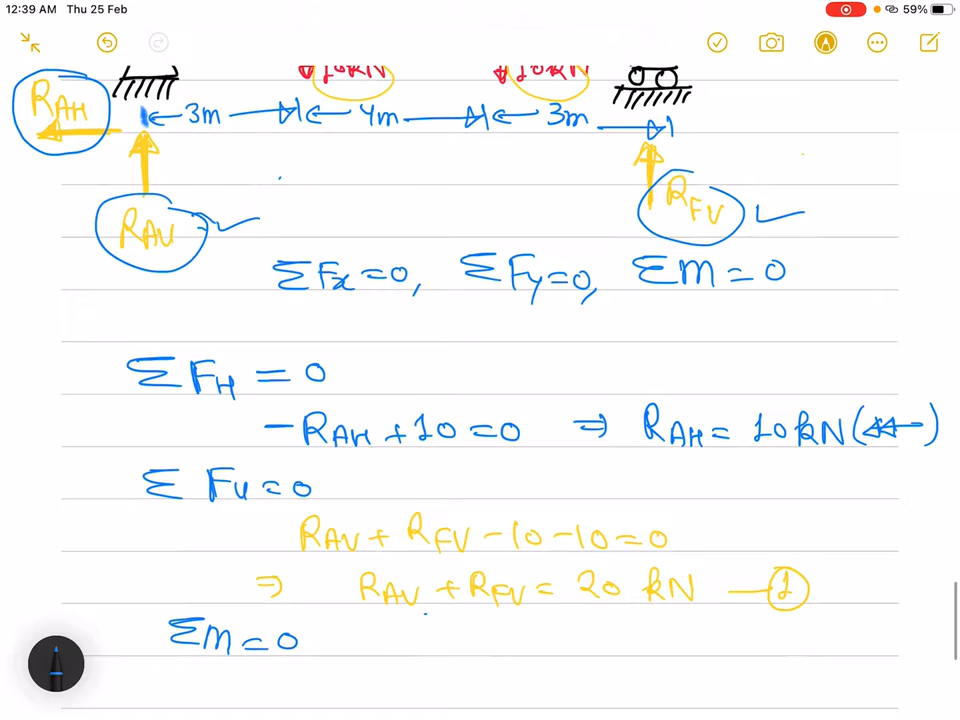 12:39 AM Thu 25 Feb 59%
10kN 10kN
RAH
3m 4m 3m
RAV RFV
ΣFx=0, ΣFy=0, ΣM=0
ΣFH=0
-RAH+10=0 ⇒ RAH=10kN(←)
ΣFV=0
RAV+RFV-10-10=0
⇒ RAV+RFV=20 kN —①
ΣM=0